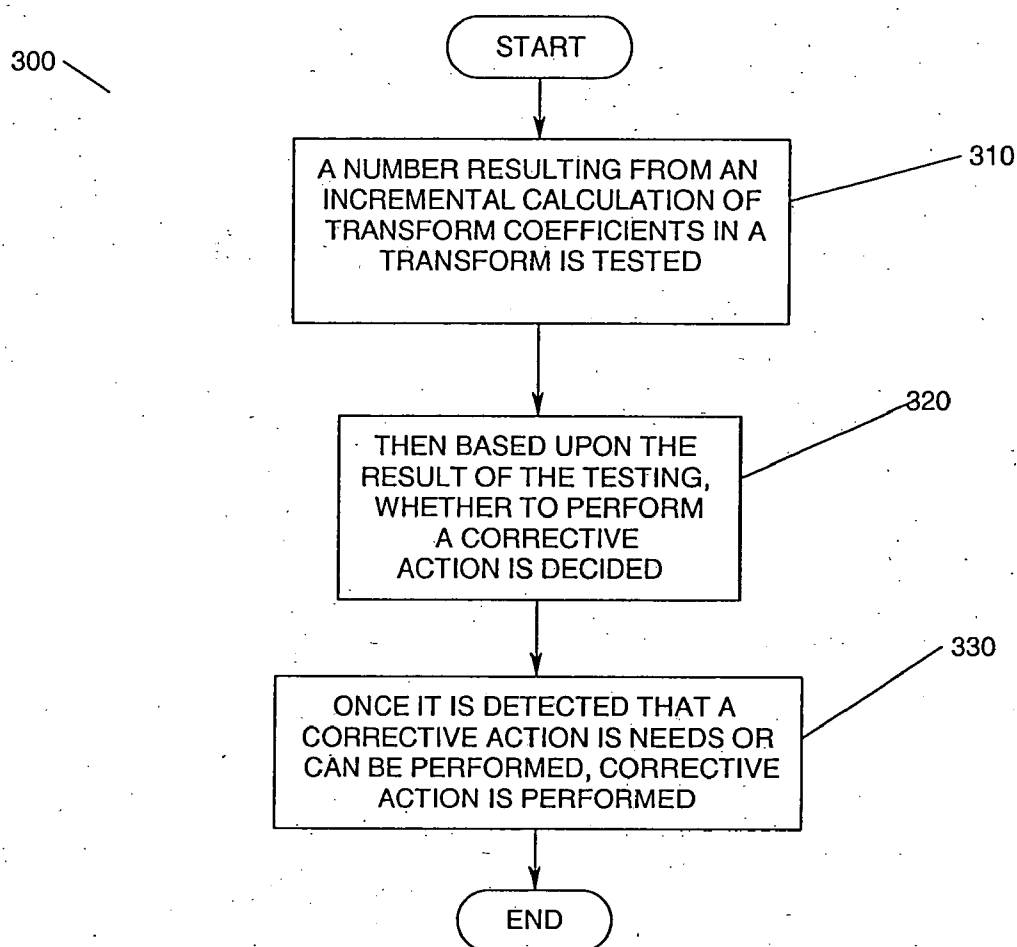 START
300
A NUMBER RESULTING FROM AN
INCREMENTAL CALCULATION OF
TRANSFORM COEFFICIENTS IN A
TRANSFORM IS TESTED
310
THEN BASED UPON THE
RESULT OF THE TESTING,
WHETHER TO PERFORM
A CORRECTIVE
ACTION IS DECIDED
320
ONCE IT IS DETECTED THAT A
CORRECTIVE ACTION IS NEEDS OR
CAN BE PERFORMED, CORRECTIVE
ACTION IS PERFORMED
330
END